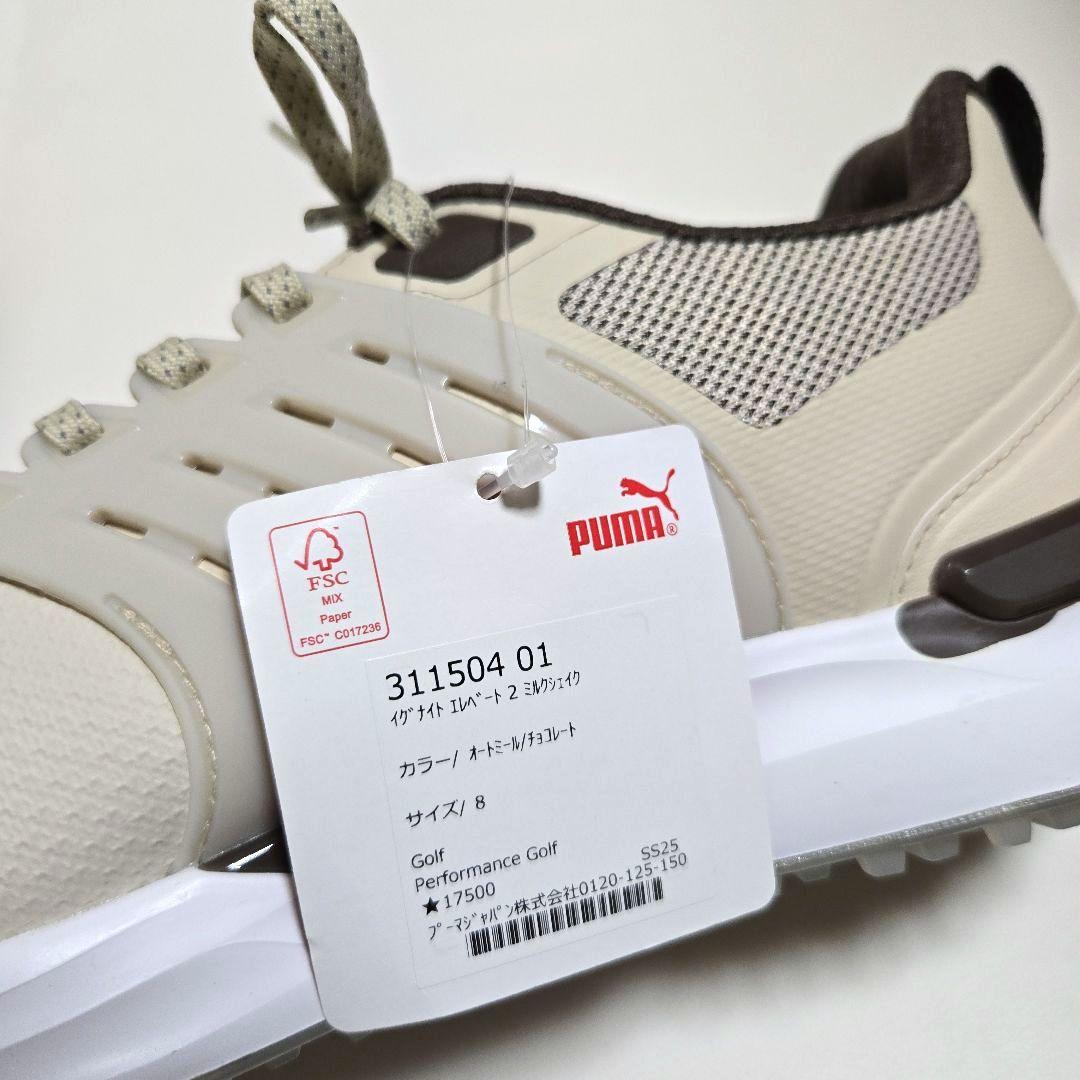 FSC
MIX
Paper
FSC™ C017236
PUMA®
311504 01
ｲｸﾞﾅｲﾄ ｴﾚﾍﾞｰﾄ 2 ﾐﾙｸｼｪｲｸ
カラー/ ｵｰﾄﾐｰﾙ/ﾁｮｺﾚｰﾄ
サイズ/ 8
Golf
Performance Golf SS25
★17500
ﾌﾟｰﾏｼﾞｬﾊﾟﾝ株式会社0120-125-150